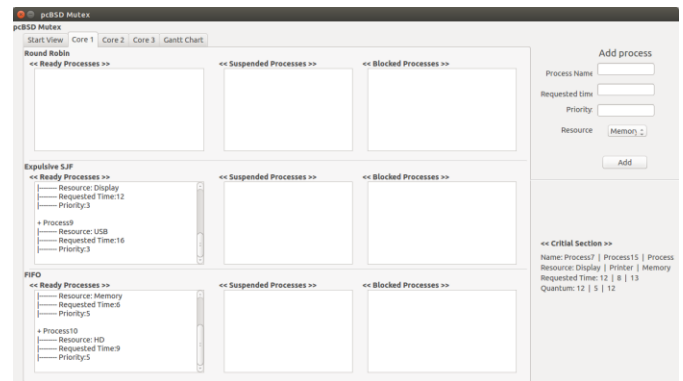 pcBSD Mutex
pcBSD Mutex
Start View Core 1 Core 2 Core 3 Gantt Chart
Round Robin
<< Ready Processes >> << Suspended Processes >> << Blocked Processes >>
Expulsive SJF
<< Ready Processes >> << Suspended Processes >> << Blocked Processes >>
Resource: Display
Requested Time:12
Priority:3
+ Process9
Resource: USB
Requested Time:16
Priority:3
FIFO
<< Ready Processes >> << Suspended Processes >> << Blocked Processes >>
Resource: Memory
Requested Time:6
Priority:5
+ Process10
Resource: HD
Requested Time:9
Priority:5
Add process
Process Name
Requested time
Priority:
Resource Memory
Add
<< Critial Section >>
Name: Process7 | Process15 | Process
Resource: Display | Printer | Memory
Requested Time: 12 | 8 | 13
Quantum: 12 | 5 | 12